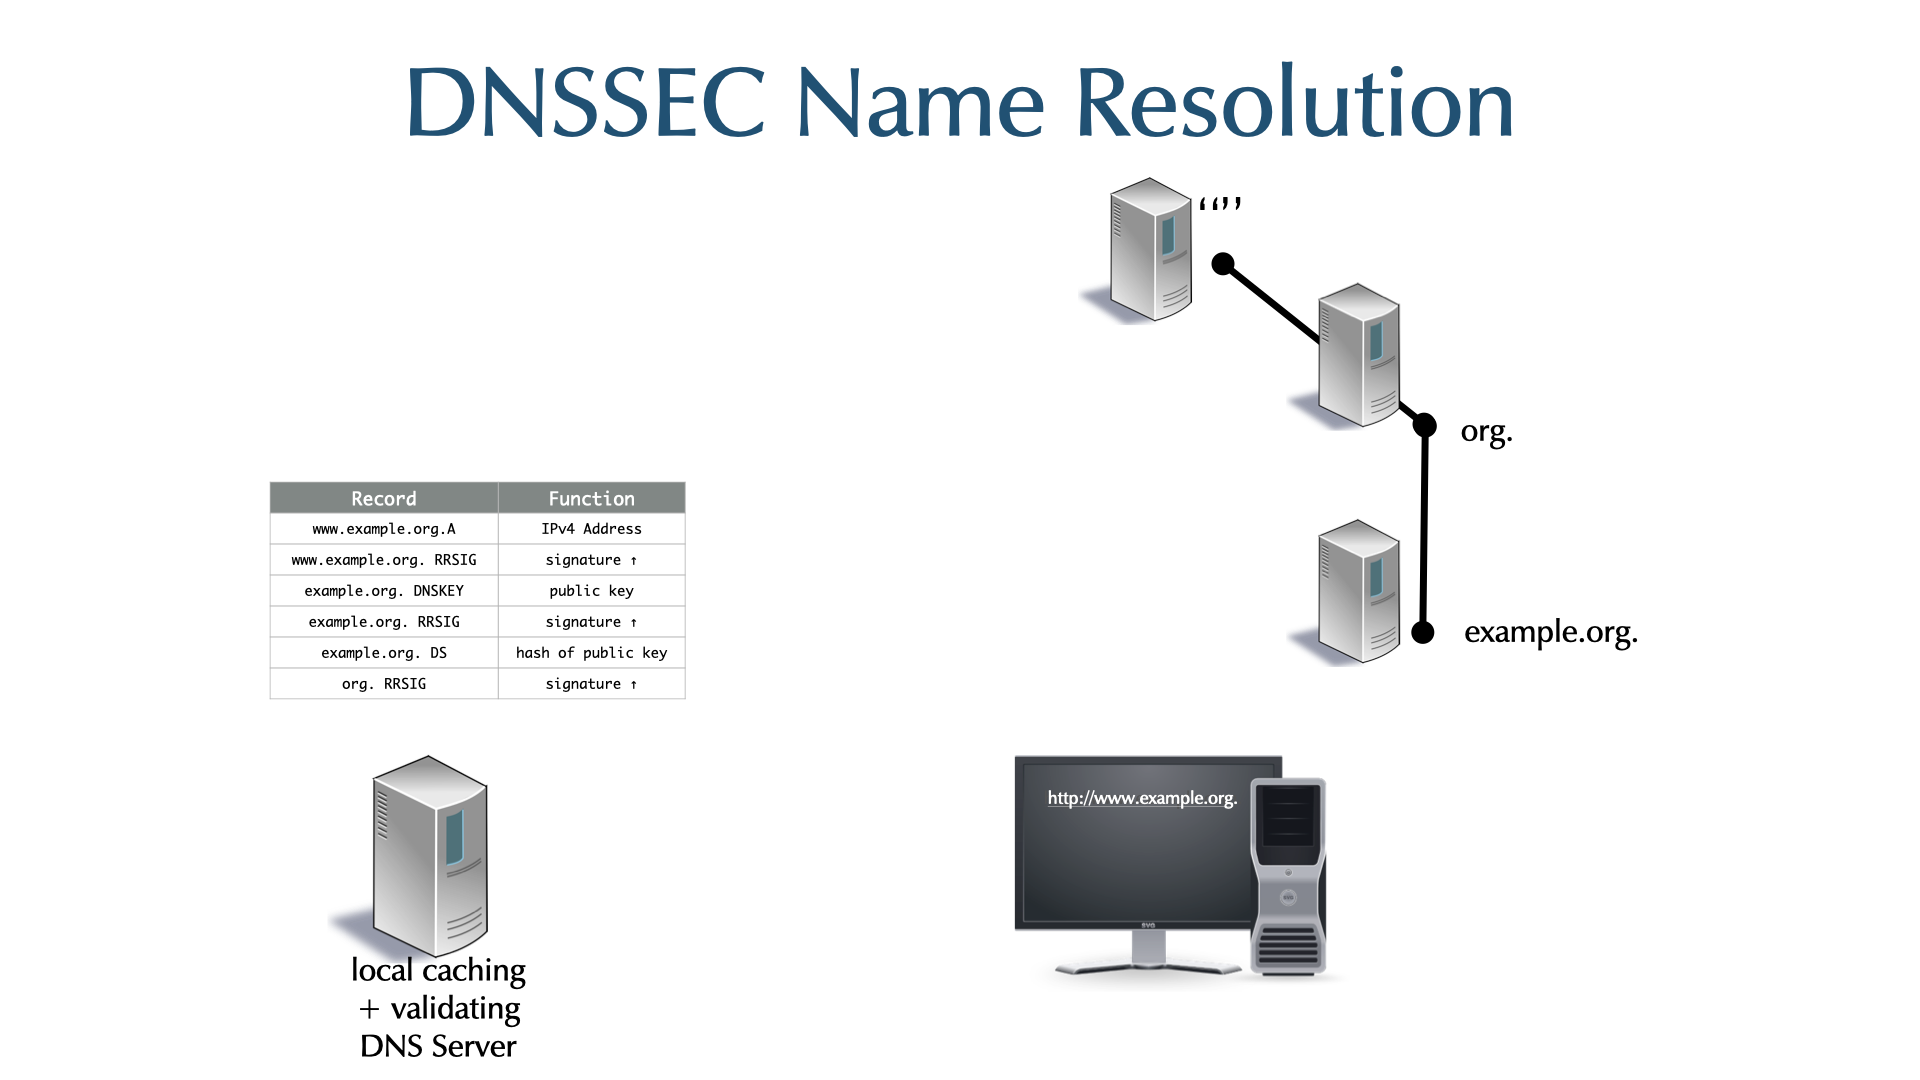 DNSSEC Name Resolution
“”
org.
example.org.
Record Function
www.example.org.A IPv4 Address
www.example.org. RRSIG signature ↑
example.org. DNSKEY public key
example.org. RRSIG signature ↑
example.org. DS hash of public key
org. RRSIG signature ↑
http://www.example.org.
SVG
SVG
local caching
+ validating
DNS Server